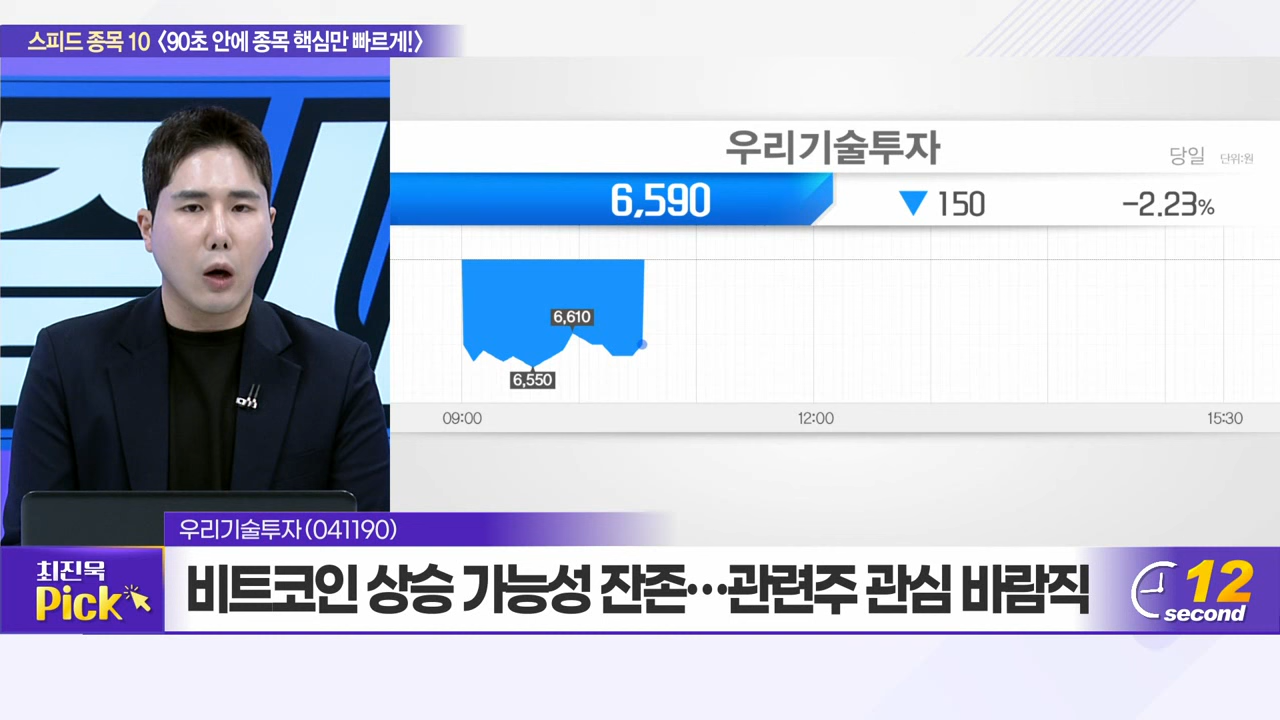 스피드 종목 10 〈90초 안에 종목 핵심만 빠르게!〉
우리기술투자
당일 단위:원
6,590 ▼ 150 -2.23%
6,610
6,550
09:00 12:00 15:30
우리기술투자(041190)
최진욱
Pick
비트코인 상승 가능성 잔존…관련주 관심 바람직
12
second